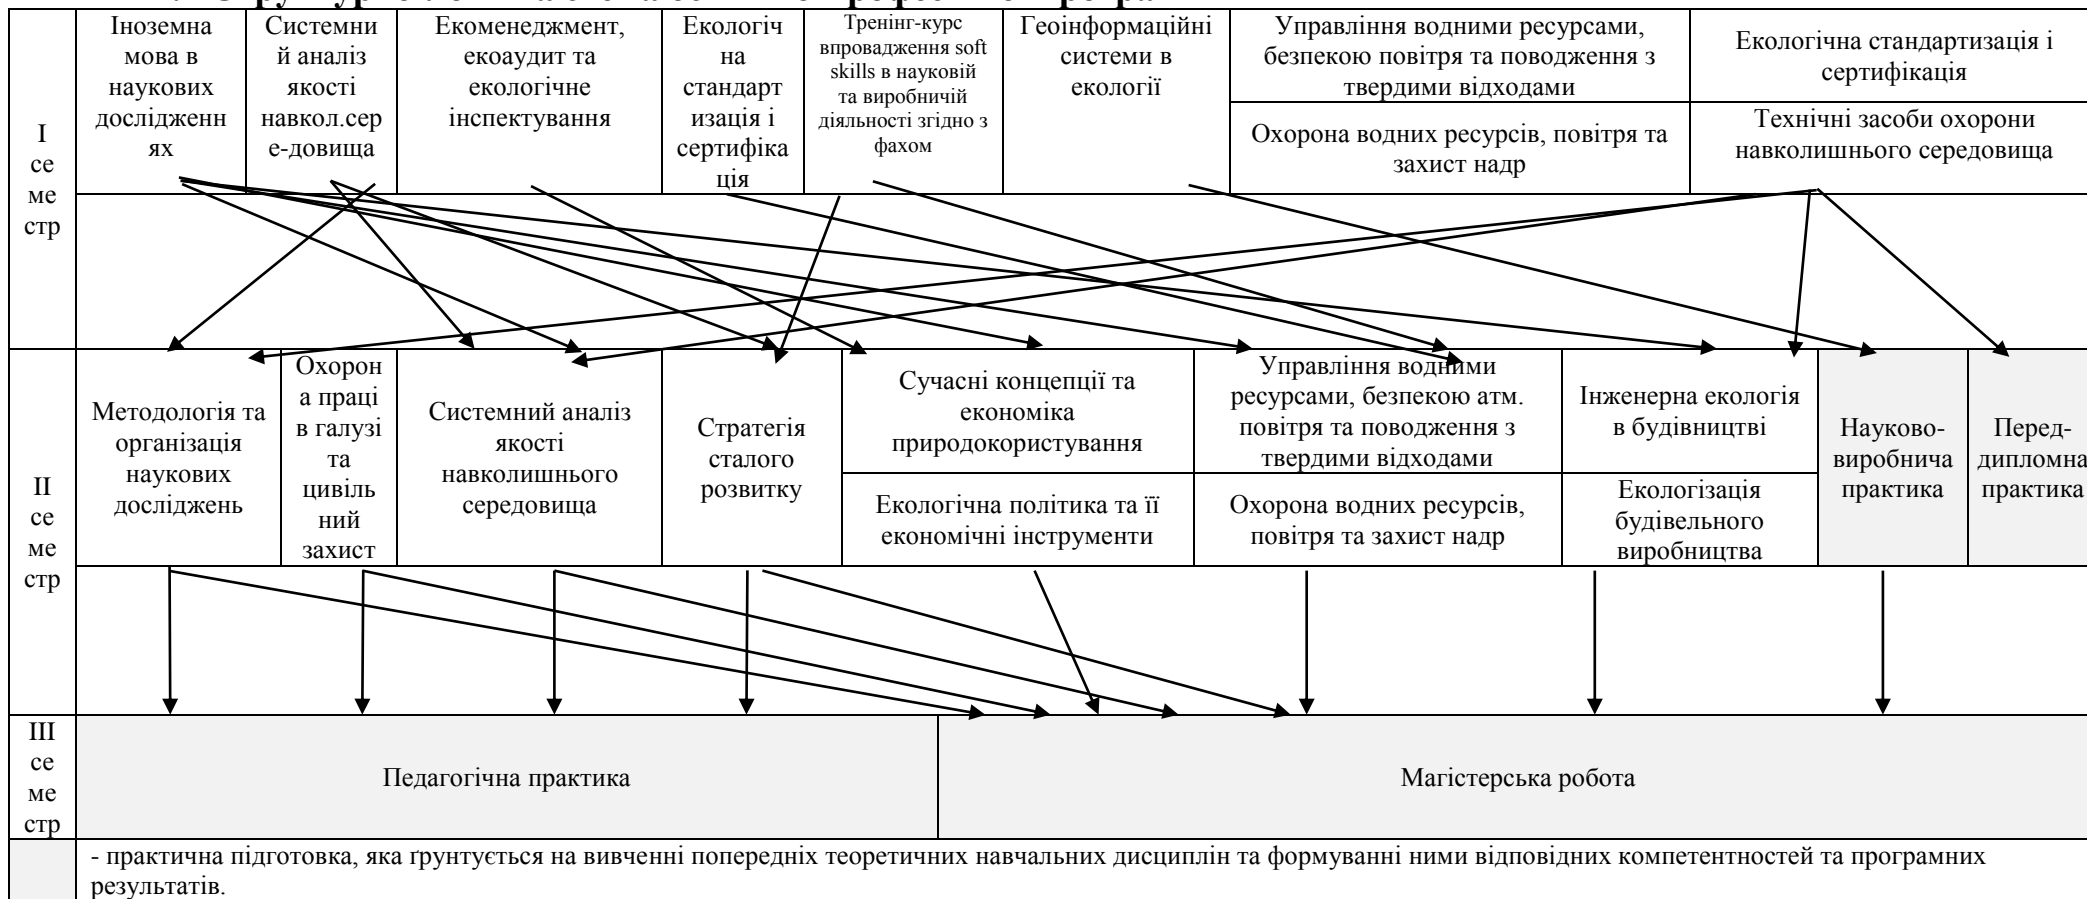 І
се
ме
стр
Іноземна
мова в
наукових
дослідженн
ях
Системни
й аналіз
якості
навкол.сер
е-довища
Екоменеджмент,
екоаудит та
екологічне
інспектування
Екологіч
на
стандарт
изація і
сертифіка
ція
Тренінг-курс
впровадження soft
skills в науковій
та виробничій
діяльності згідно з
фахом
Геоінформаційні
системи в
екології
Управління водними ресурсами,
безпекою повітря та поводження з
твердими відходами
Охорона водних ресурсів, повітря та
захист надр
Екологічна стандартизація і
сертифікація
Технічні засоби охорони
навколишнього середовища
ІІ
се
ме
стр
Методологія та
організація
наукових
досліджень
Охорон
а праці
в галузі
та
цивіль
ний
захист
Системний аналіз
якості
навколишнього
середовища
Стратегія
сталого
розвитку
Сучасні концепції та
економіка
природокористування
Екологічна політика та її
економічні інструменти
Управління водними
ресурсами, безпекою атм.
повітря та поводження з
твердими відходами
Охорона водних ресурсів,
повітря та захист надр
Інженерна екологія
в будівництві
Екологізація
будівельного
виробництва
Науково-
виробнича
практика
Перед-
дипломна
практика
ІІІ
се
ме
стр
Педагогічна практика
Магістерська робота
- практична підготовка, яка ґрунтується на вивченні попередніх теоретичних навчальних дисциплін та формуванні ними відповідних компетентностей та програмних
результатів.